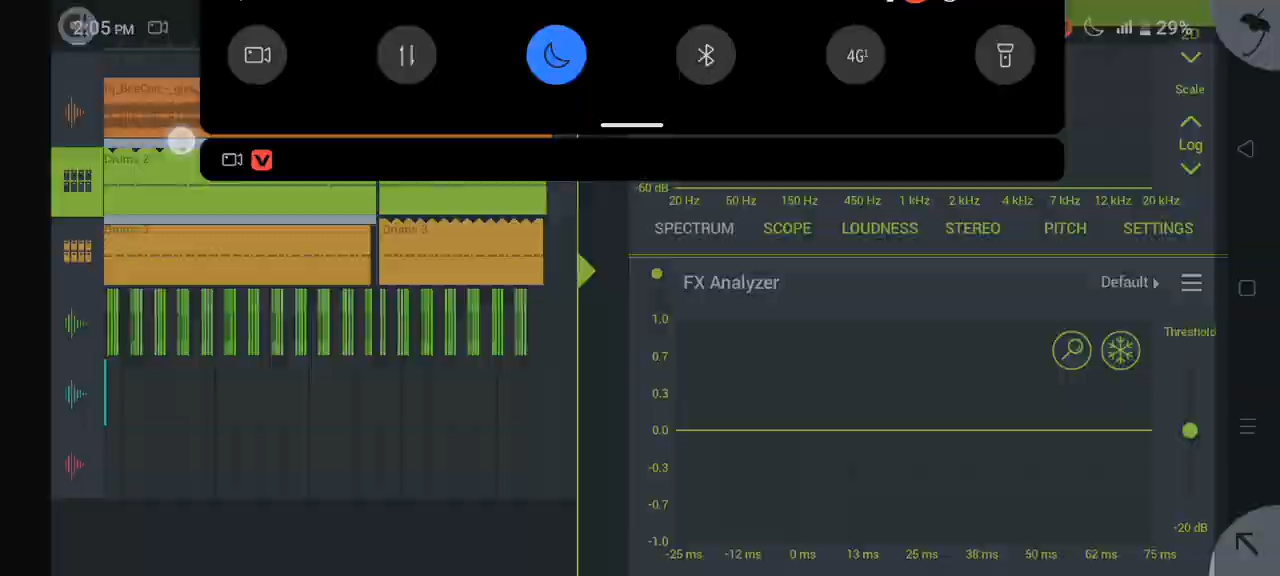 2:05 PM
29%
4G¹
2D
Scale
Log
Drums 2
Drums 3
Drums 3
-60 dB
20 Hz 50 Hz 150 Hz 450 Hz 1 kHz 2 kHz 4 kHz 7 kHz 12 kHz 20 kHz
SPECTRUM SCOPE LOUDNESS STEREO PITCH SETTINGS
FX Analyzer
Default
Threshold
1.0
0.7
0.3
0.0
-0.3
-0.7
-1.0
-20 dB
-25 ms -12 ms 0 ms 13 ms 25 ms 38 ms 50 ms 62 ms 75 ms